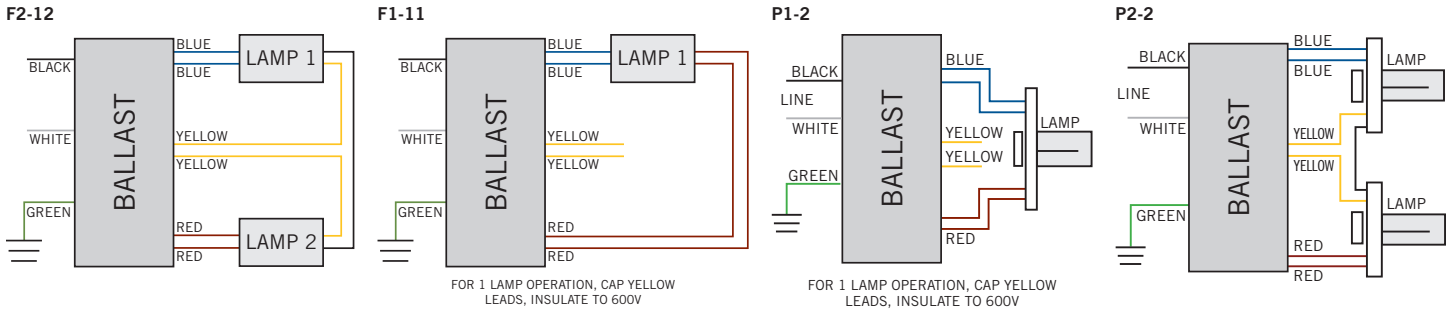 F2-12
BLACK
WHITE
GREEN
BALLAST
BLUE
BLUE
YELLOW
YELLOW
RED
RED
LAMP 1
LAMP 2
F1-11
BLACK
WHITE
GREEN
BALLAST
BLUE
BLUE
YELLOW
YELLOW
RED
RED
LAMP 1
FOR 1 LAMP OPERATION, CAP YELLOW
LEADS, INSULATE TO 600V
P1-2
BLACK
LINE
WHITE
GREEN
BALLAST
BLUE
YELLOW
YELLOW
RED
LAMP
FOR 1 LAMP OPERATION, CAP YELLOW
LEADS, INSULATE TO 600V
P2-2
BLACK
LINE
WHITE
GREEN
BALLAST
BLUE
BLUE
YELLOW
YELLOW
RED
RED
LAMP
LAMP